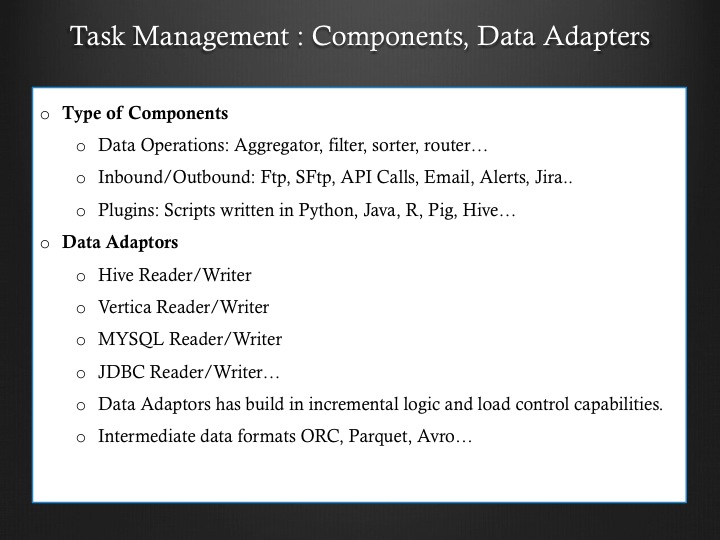 Task Management : Components, Data Adapters
Type of Components
Data Operations: Aggregator, filter, sorter, router…
Inbound/Outbound: Ftp, SFtp, API Calls, Email, Alerts, Jira..
Plugins: Scripts written in Python, Java, R, Pig, Hive…
Data Adaptors
Hive Reader/Writer
Vertica Reader/Writer
MYSQL Reader/Writer
JDBC Reader/Writer…
Data Adaptors has build in incremental logic and load control capabilities.
Intermediate data formats ORC, Parquet, Avro…